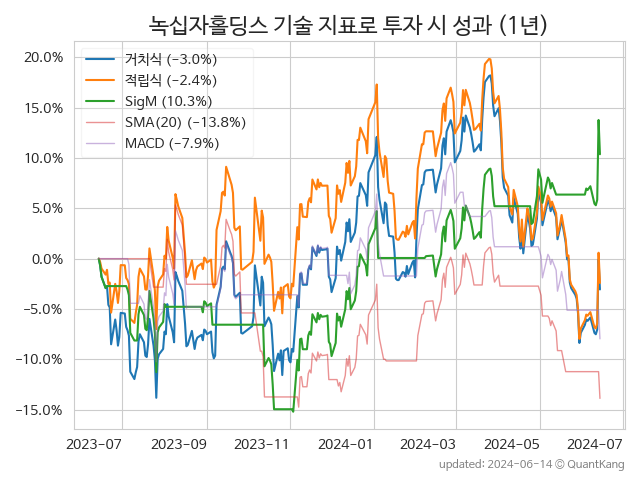 녹십자홀딩스 기술 지표로 투자 시 성과 (1년)
거치식 (−3.0%)
적립식 (−2.4%)
SigM (10.3%)
SMA(20) (−13.8%)
MACD (−7.9%)
20.0%
15.0%
10.0%
5.0%
0.0%
−5.0%
−10.0%
−15.0%
2023-07 2023-09 2023-11 2024-01 2024-03 2024-05 2024-07
updated: 2024-06-14 © QuantKang